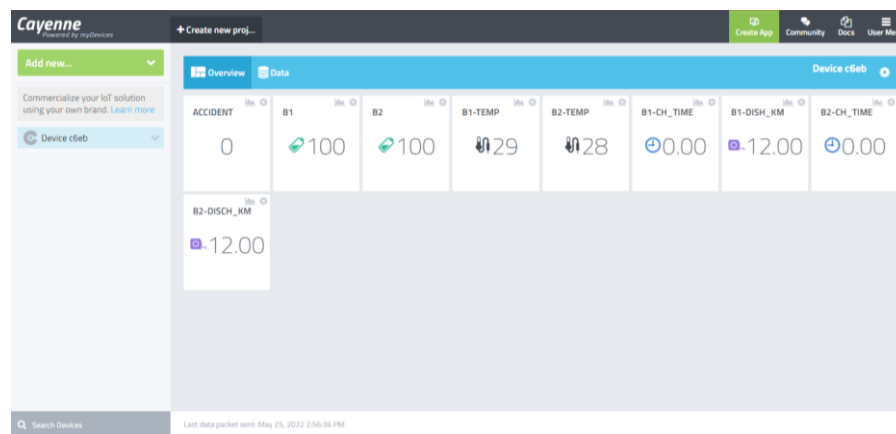 Cayenne
Powered by myDevices
+ Create new proj...
Create App
Community
Docs
User Me
Add new...
Overview
Data
Device c6eb
Commercialize your IoT solution
using your own brand. Learn more
Device c6eb
ACCIDENT
0
B1
100
B2
100
B1-TEMP
29
B2-TEMP
28
B1-CH_TIME
0.00
B1-DISH_KM
12.00
B2-CH_TIME
0.00
B2-DISCH_KM
12.00
Search Devices
Last data packet sent: May 25, 2022 2:56:36 PM